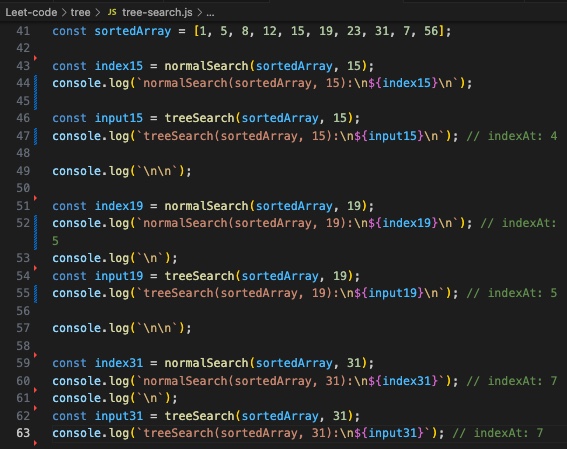 Leet-code > tree > JS tree-search.js > ...
41 const sortedArray = [1, 5, 8, 12, 15, 19, 23, 31, 7, 56];
42
43 const index15 = normalSearch(sortedArray, 15);
44 console.log(`normalSearch(sortedArray, 15):\n${index15}\n`);
45
46 const input15 = treeSearch(sortedArray, 15);
47 console.log(`treeSearch(sortedArray, 15):\n${input15}\n`); // indexAt: 4
48
49 console.log(`\n\n`);
50
51 const index19 = normalSearch(sortedArray, 19);
52 console.log(`normalSearch(sortedArray, 19):\n${index19}\n`); // indexAt:
5
53 console.log(`\n`);
54 const input19 = treeSearch(sortedArray, 19);
55 console.log(`treeSearch(sortedArray, 19):\n${input19}\n`); // indexAt: 5
56
57 console.log(`\n\n`);
58
59 const index31 = normalSearch(sortedArray, 31);
60 console.log(`normalSearch(sortedArray, 31):\n${index31}`); // indexAt: 7
61 console.log(`\n`);
62 const input31 = treeSearch(sortedArray, 31);
63 console.log(`treeSearch(sortedArray, 31):\n${input31}`); // indexAt: 7